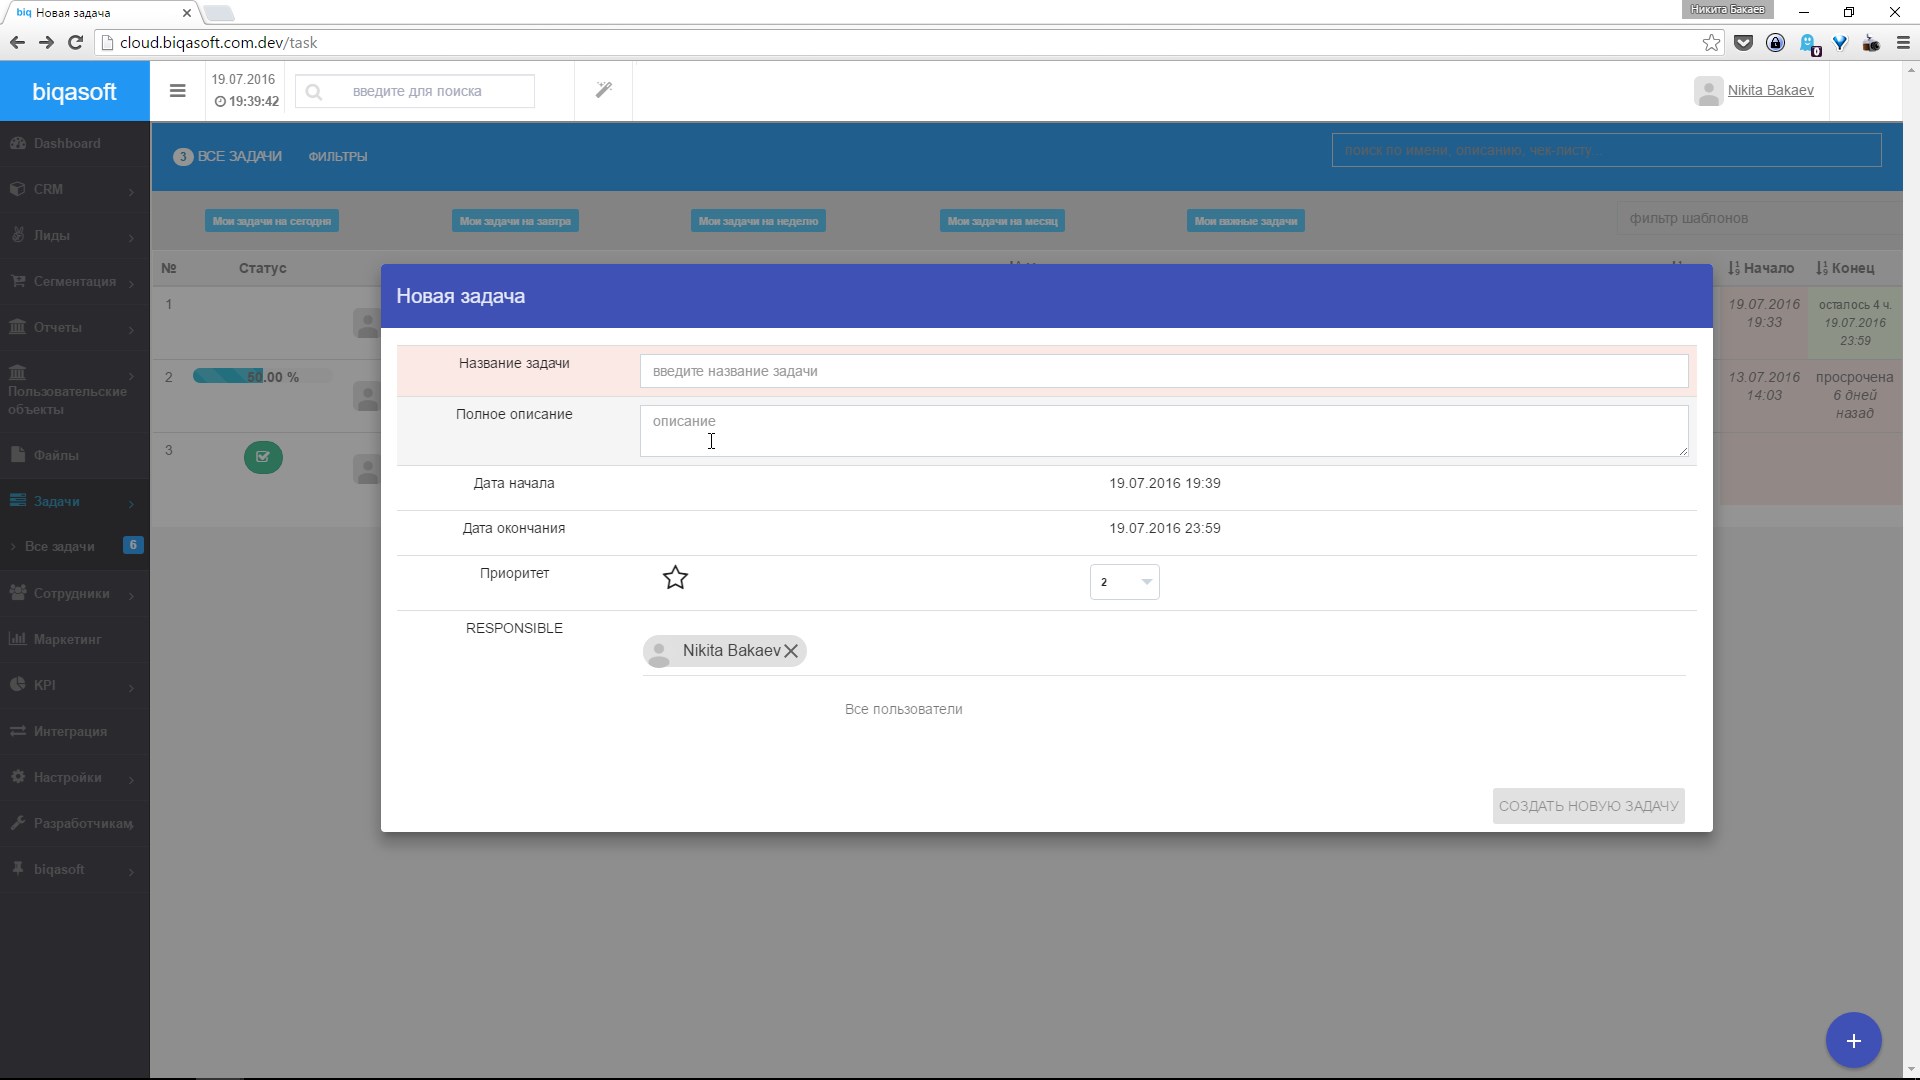 biq Новая задача
Никита Бакаев
cloud.biqasoft.com.dev/task
0
biqasoft
19.07.2016
19:39:42
введите для поиска
Nikita Bakaev
Dashboard
CRM
Лиды
Сегментация
Отчеты
Пользовательские
объекты
Файлы
Задачи
Все задачи 6
Сотрудники
Маркетинг
KPI
Интеграция
Настройки
Разработчикам
biqasoft
3 ВСЕ ЗАДАЧИ ФИЛЬТРЫ
поиск по имени, описанию, чек-листу...
Мои задачи на сегодня Мои задачи на завтра Мои задачи на неделю Мои задачи на месяц Мои важные задачи
фильтр шаблонов
№ Статус Начало Конец
1
19.07.2016
19:33
осталось 4 ч.
19.07.2016
23:59
2 50.00 %
13.07.2016
14:03
просрочена
6 дней
назад
3
Новая задача
Название задачи введите название задачи
Полное описание описание
Дата начала 19.07.2016 19:39
Дата окончания 19.07.2016 23:59
Приоритет 2
RESPONSIBLE
Nikita Bakaev
Все пользователи
СОЗДАТЬ НОВУЮ ЗАДАЧУ